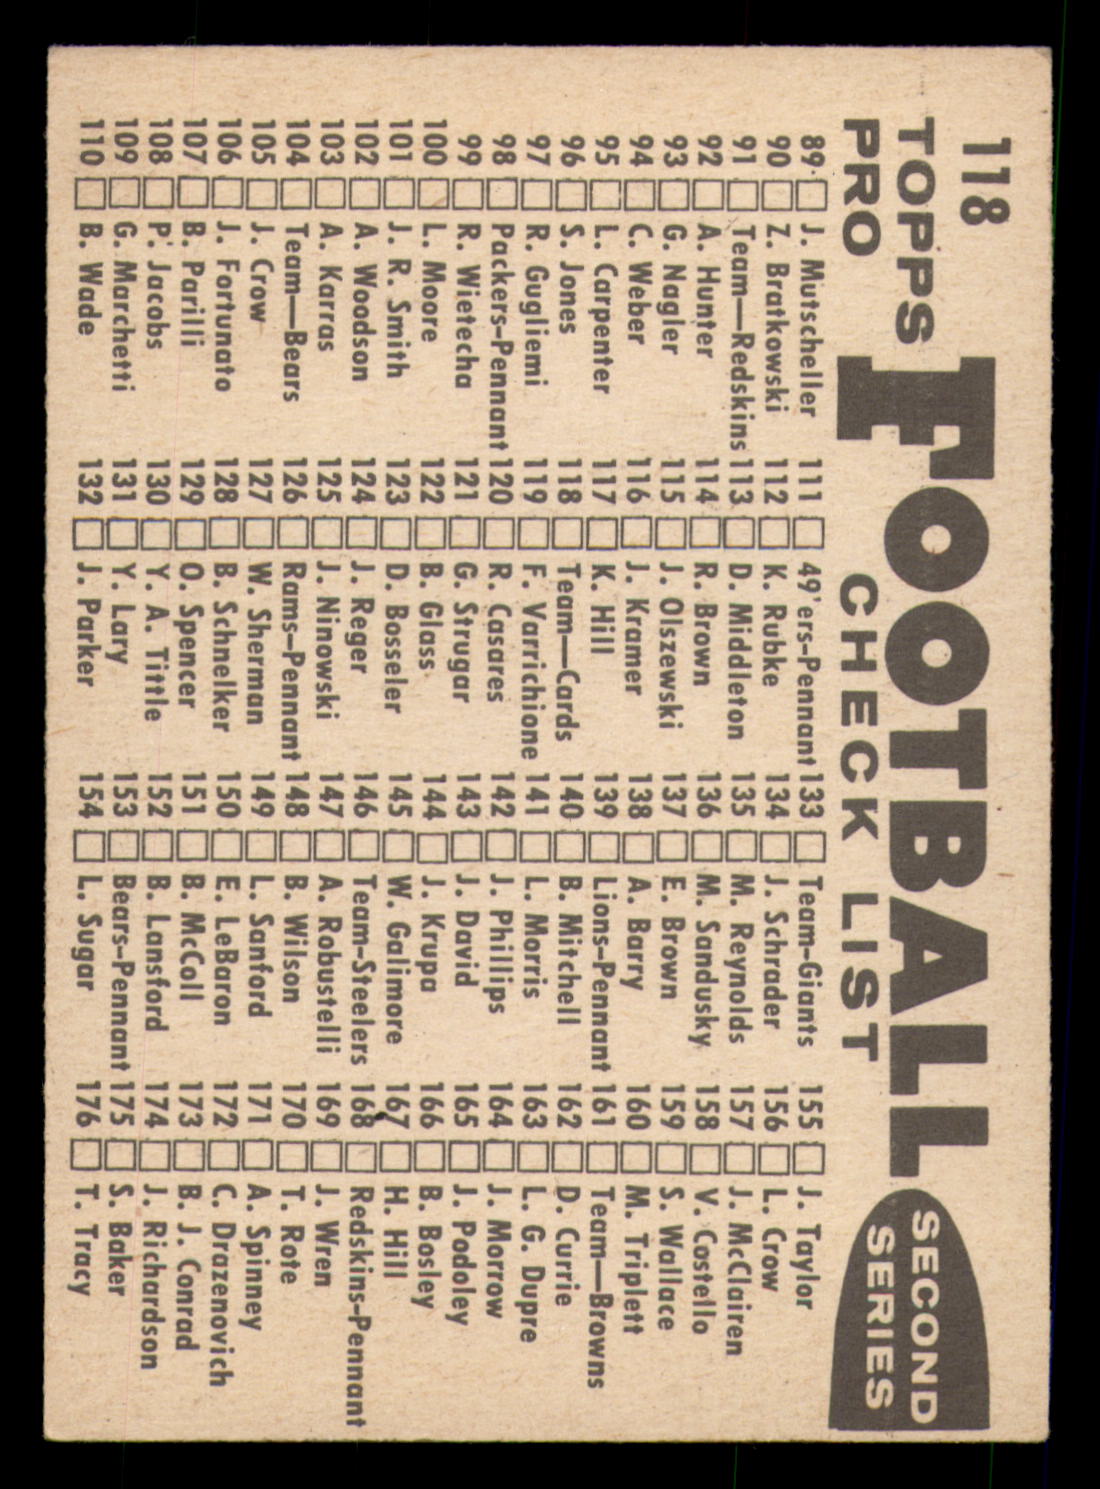 118
TOPPS FOOTBALL SECOND
PRO CHECK LIST SERIES
89. J. Mutscheller
90 Z. Bratkowski
91 Team—Redskins
92 A. Hunter
93 G. Nagler
94 C. Weber
95 L. Carpenter
96 S. Jones
97 R. Gugliemi
98 Packers-Pennant
99 R. Wietecha
100 L. Moore
101 J. R. Smith
102 A. Woodson
103 A. Karras
104 Team—Bears
105 J. Crow
106 J. Fortunato
107 B. Parilli
108 P. Jacobs
109 G. Marchetti
110 B. Wade
111 49'ers-Pennant
112 K. Rubke
113 D. Middleton
114 R. Brown
115 J. Olszewski
116 J. Kramer
117 K. Hill
118 Team—Cards
119 F. Varrichione
120 R. Casares
121 G. Strugar
122 B. Glass
123 D. Bosseler
124 J. Reger
125 J. Ninowski
126 Rams-Pennant
127 W. Sherman
128 B. Schnelker
129 O. Spencer
130 Y. A. Tittle
131 Y. Lary
132 J. Parker
133 Team-Giants
134 J. Schrader
135 M. Reynolds
136 M. Sandusky
137 E. Brown
138 A. Barry
139 Lions-Pennant
140 B. Mitchell
141 L. Morris
142 J. Phillips
143 J. David
144 J. Krupa
145 W. Galimore
146 Team-Steelers
147 A. Robustelli
148 B. Wilson
149 L. Sanford
150 E. LeBaron
151 B. McColl
152 B. Lansford
153 Bears-Pennant
154 L. Sugar
155 J. Taylor
156 L. Crow
157 J. McClairen
158 V. Costello
159 S. Wallace
160 M. Triplett
161 Team—Browns
162 D. Currie
163 L. G. Dupre
164 J. Morrow
165 J. Podoley
166 B. Bosley
167 H. Hill
168 Redskins-Pennant
169 J. Wren
170 T. Rote
171 A. Spinney
172 C. Drazenovich
173 B. J. Conrad
174 J. Richardson
175 S. Baker
176 T. Tracy